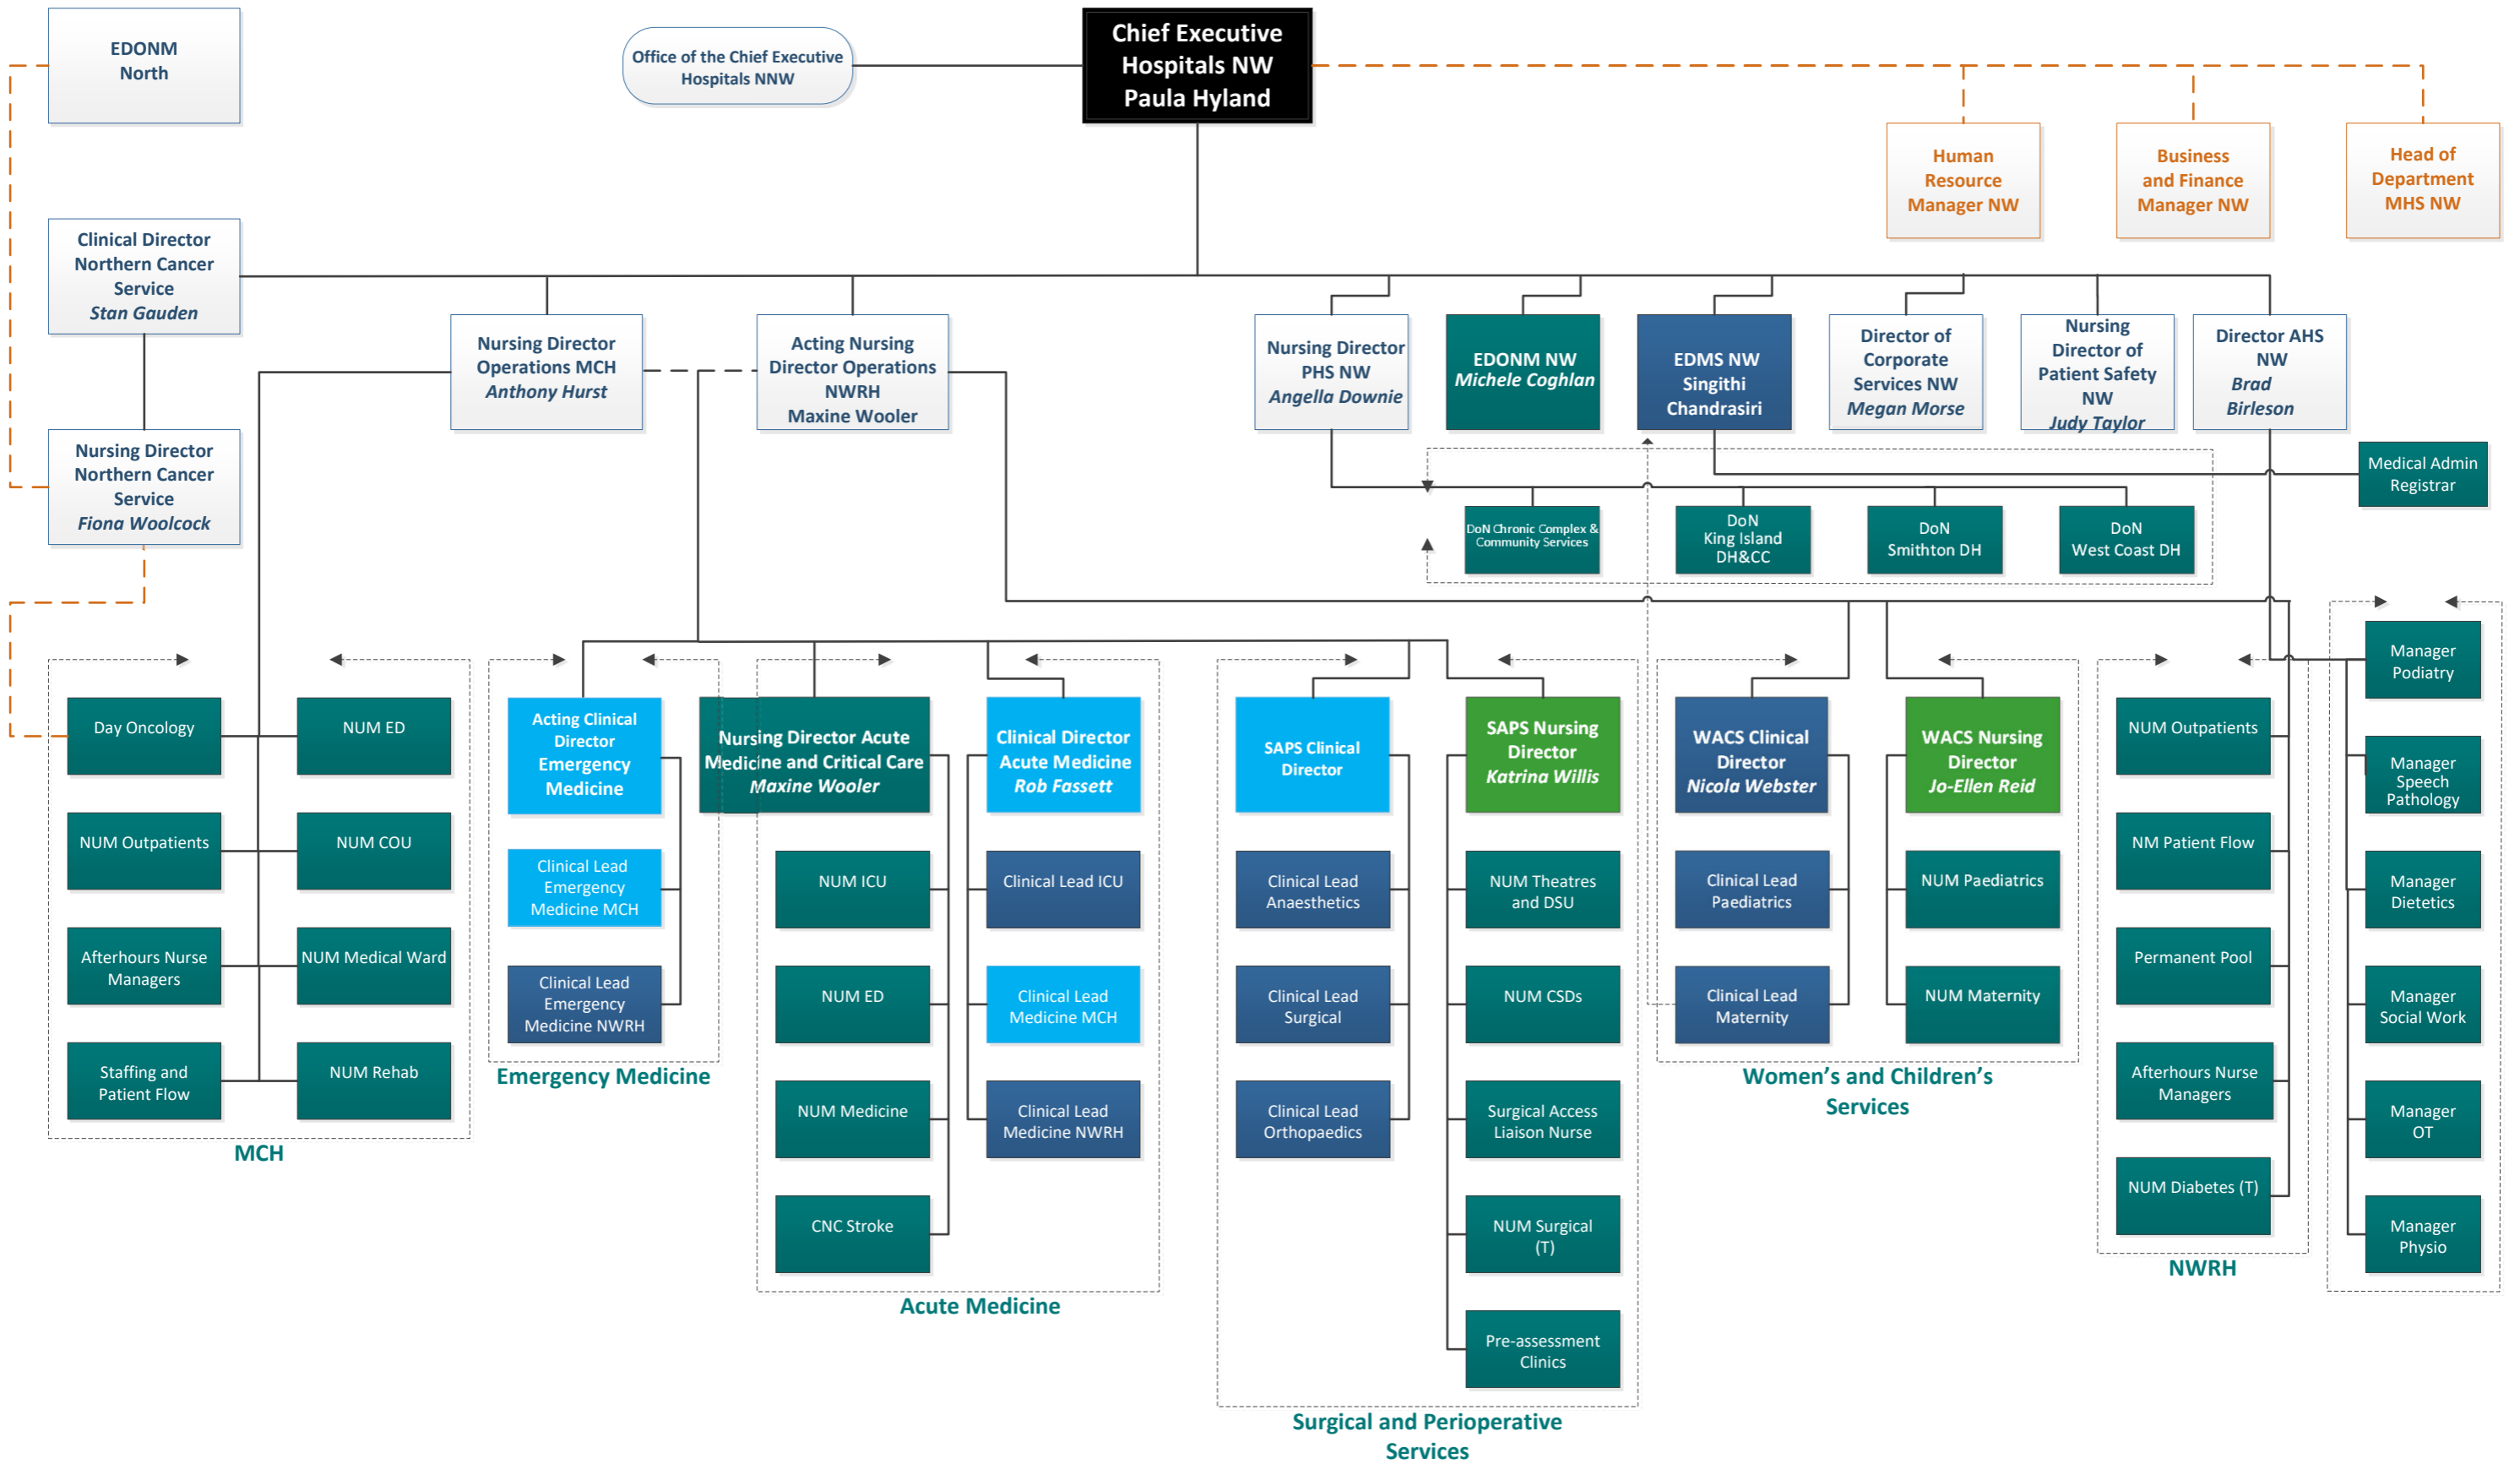 EDONM
North
Office of the Chief Executive
Hospitals NNW
Chief Executive
Hospitals NW
Paula Hyland
Human
Resource
Manager NW
Business
and Finance
Manager NW
Head of
Department
MHS NW
Clinical Director
Northern Cancer
Service
Stan Gauden
Nursing Director
Operations MCH
Anthony Hurst
Acting Nursing
Director Operations
NWRH
Maxine Wooler
Nursing Director
PHS NW
Angella Downie
EDONM NW
Michele Coghlan
EDMS NW
Singithi
Chandrasiri
Director of
Corporate
Services NW
Megan Morse
Nursing
Director of
Patient Safety
NW
Judy Taylor
Director AHS
NW
Brad
Birleson
Nursing Director
Northern Cancer
Service
Fiona Woolcock
Medical Admin
Registrar
DoN Chronic Complex &
Community Services
DoN
King Island
DH&CC
DoN
Smithton DH
DoN
West Coast DH
Day Oncology
NUM ED
NUM Outpatients
NUM COU
Afterhours Nurse
Managers
NUM Medical Ward
Staffing and
Patient Flow
NUM Rehab
MCH
Acting Clinical
Director
Emergency
Medicine
Clinical Lead
Emergency
Medicine MCH
Clinical Lead
Emergency
Medicine NWRH
Emergency Medicine
Nursing Director Acute
Medicine and Critical Care
Maxine Wooler
NUM ICU
NUM ED
NUM Medicine
CNC Stroke
Clinical Director
Acute Medicine
Rob Fassett
Clinical Lead ICU
Clinical Lead
Medicine MCH
Clinical Lead
Medicine NWRH
Acute Medicine
SAPS Clinical
Director
Clinical Lead
Anaesthetics
Clinical Lead
Surgical
Clinical Lead
Orthopaedics
SAPS Nursing
Director
Katrina Willis
NUM Theatres
and DSU
NUM CSDs
Surgical Access
Liaison Nurse
NUM Surgical
(T)
Pre-assessment
Clinics
Surgical and Perioperative
Services
WACS Clinical
Director
Nicola Webster
Clinical Lead
Paediatrics
Clinical Lead
Maternity
WACS Nursing
Director
Jo-Ellen Reid
NUM Paediatrics
NUM Maternity
Women's and Children's
Services
NUM Outpatients
NM Patient Flow
Permanent Pool
Afterhours Nurse
Managers
NUM Diabetes (T)
NWRH
Manager
Podiatry
Manager
Speech
Pathology
Manager
Dietetics
Manager
Social Work
Manager
OT
Manager
Physio